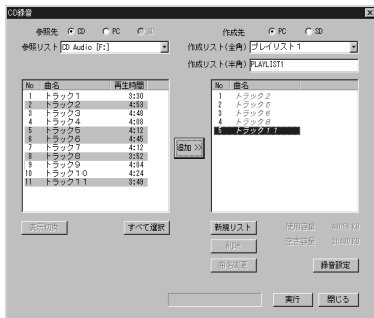 CD録音
参照先 CD PC CD
参照リスト CD Audio [F:]
作成先 PC SD
作成リスト(全角) プレイリスト1
作成リスト(半角) PLAYLIST1
No 曲名 再生時間
1 トラック1 3:30
2 トラック2 4:53
3 トラック3 4:48
4 トラック4 4:08
5 トラック5 4:12
6 トラック6 4:45
7 トラック7 4:12
8 トラック8 3:52
9 トラック9 4:04
10 トラック10 4:24
11 トラック11 3:49
追加 >>
No 曲名
1 トラック2
2 トラック5
3 トラック6
4 トラック8
5 トラック11
表示切換 すべて選択
新規リスト
削除
曲名変更
使用容量 48056 KB
空き容量 20480 KB
録音設定
実行 閉じる